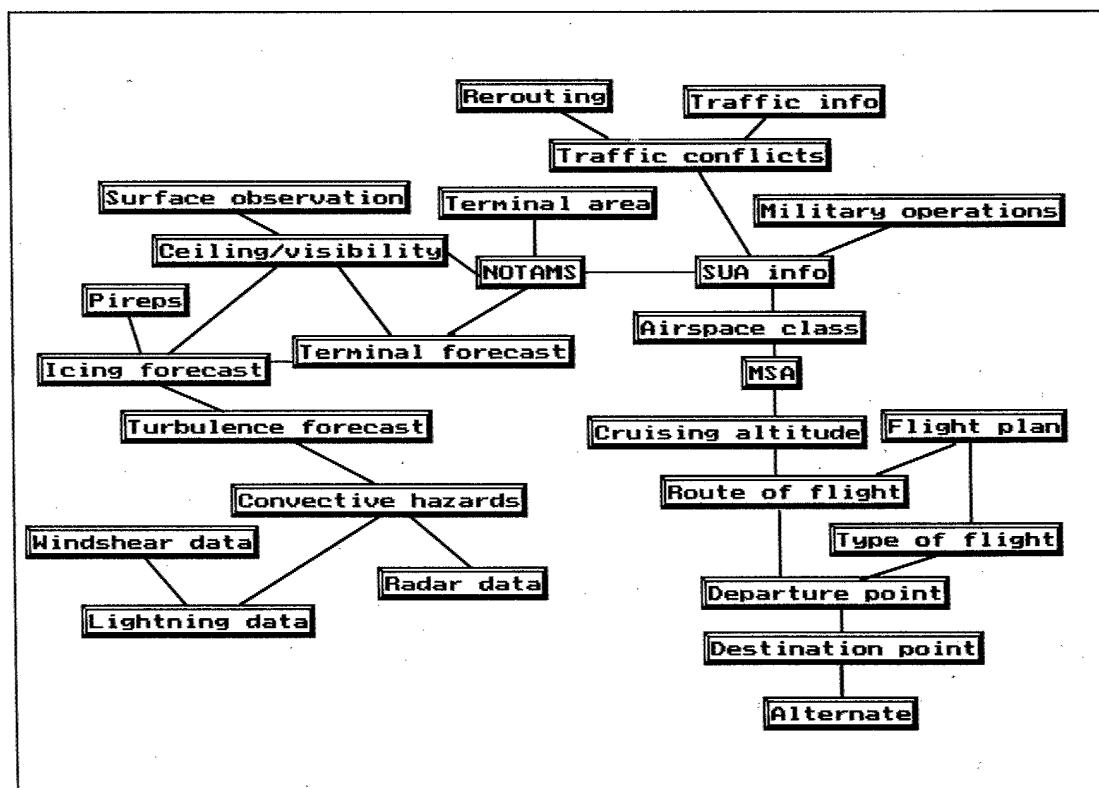 Rerouting
Traffic info
Traffic conflicts
Surface observation
Terminal area
Military operations
Ceiling/visibility
NOTAMS
SUA info
Pireps
Airspace class
Terminal forecast
Icing forecast
MSA
Turbulence forecast
Cruising altitude
Flight plan
Convective hazards
Route of flight
Windshear data
Type of flight
Radar data
Departure point
Lightning data
Destination point
Alternate